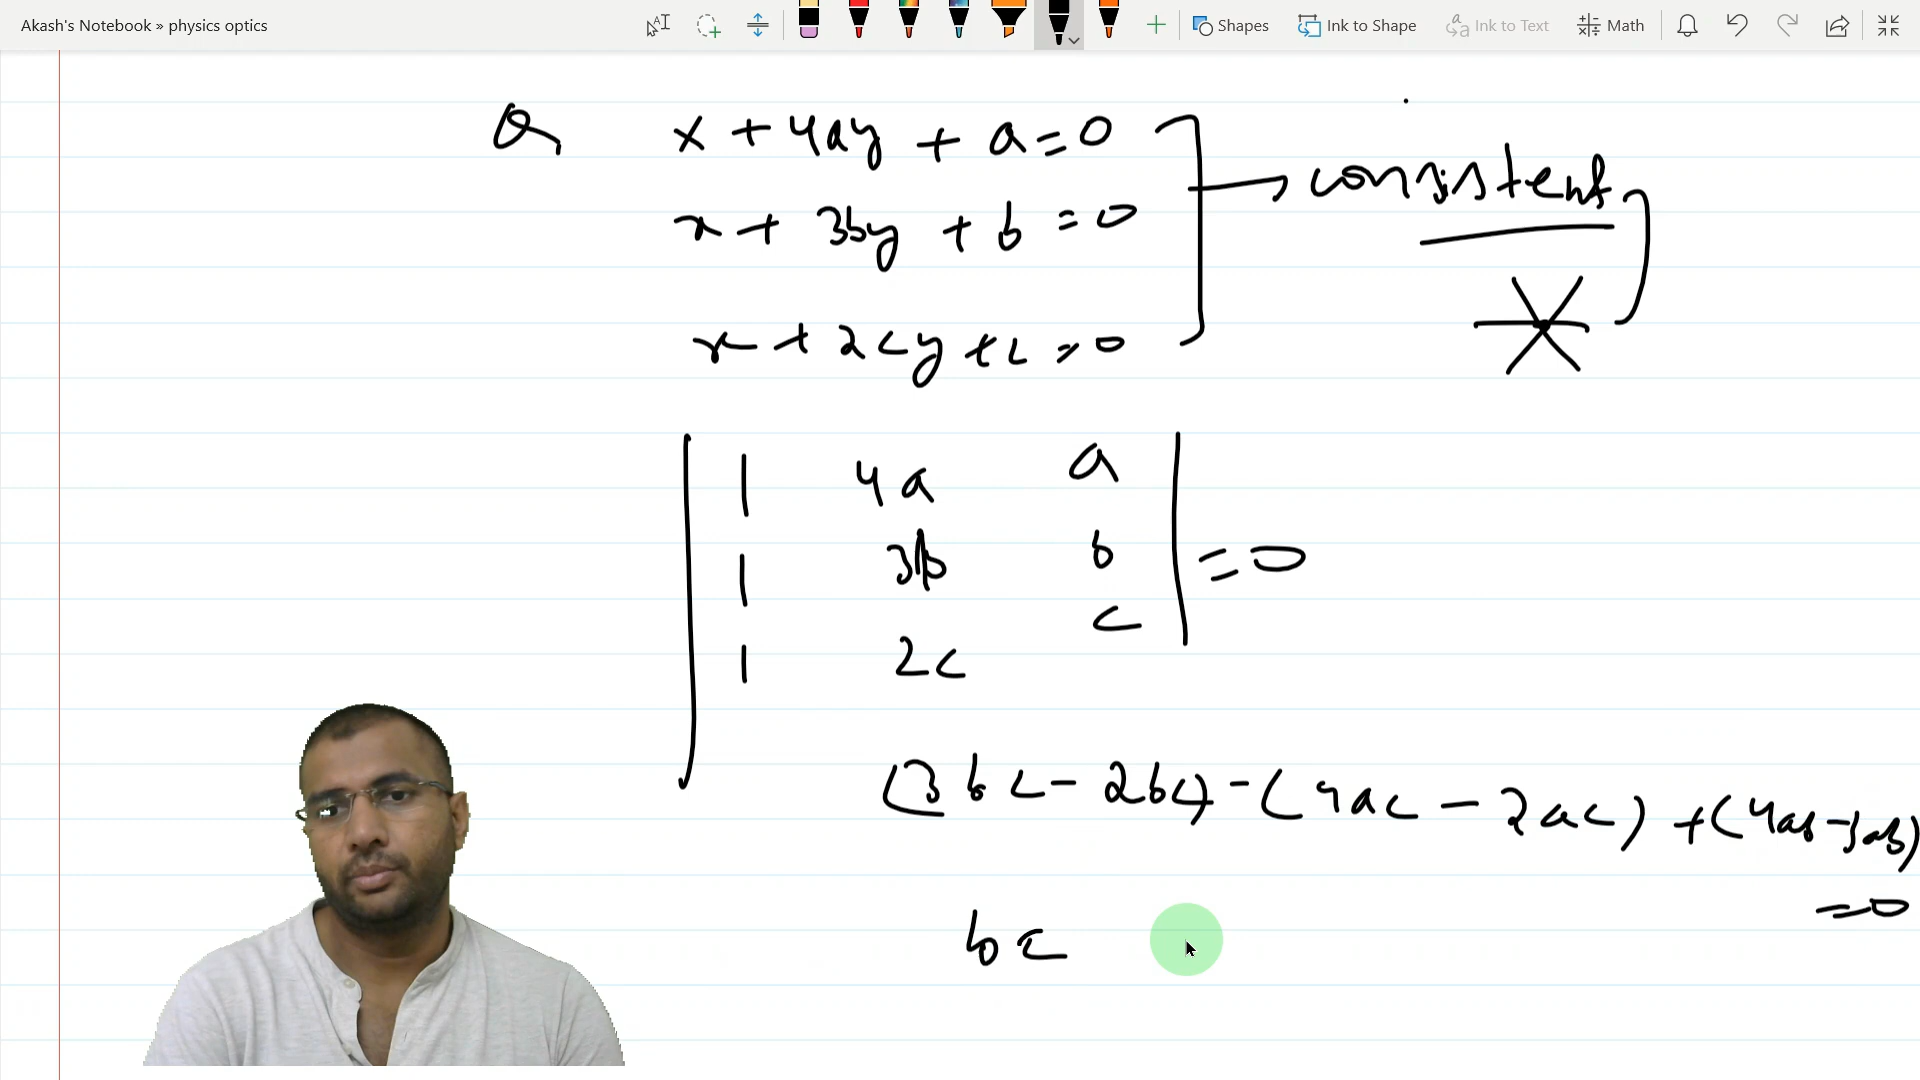 Akash's Notebook » physics optics
Shapes
Ink to Shape
Ink to Text
Math
Q x + 4ay + a = 0
x + 3by + b = 0
x + 2cy + c = 0
consistent
1 4a a
1 3b b
1 2c c
= 0
(3bc - 2bc) - (4ac - 2ac) + (4ab - 3ab)
= 0
bc